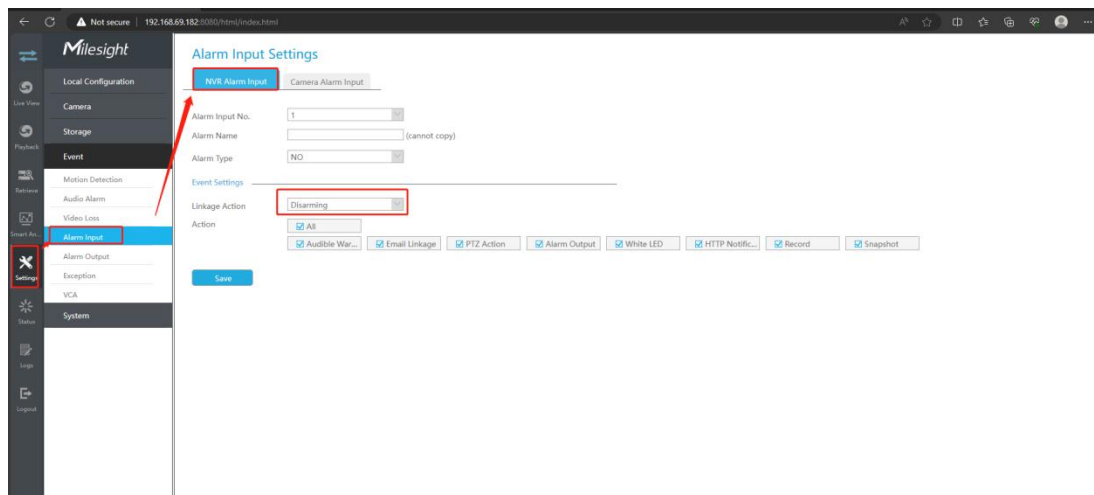 Not secure | 192.168.69.182:8080/html/index.html
Milesight
Live View
Playback
Retrieve
Smart An...
Settings
Status
Logs
Logout
Local Configuration
Camera
Storage
Event
Motion Detection
Audio Alarm
Video Loss
Alarm Input
Alarm Output
Exception
VCA
System
Alarm Input Settings
NVR Alarm Input Camera Alarm Input
Alarm Input No. 1
Alarm Name (cannot copy)
Alarm Type NO
Event Settings
Linkage Action Disarming
Action All
Audible War... Email Linkage PTZ Action Alarm Output White LED HTTP Notific... Record Snapshot
Save